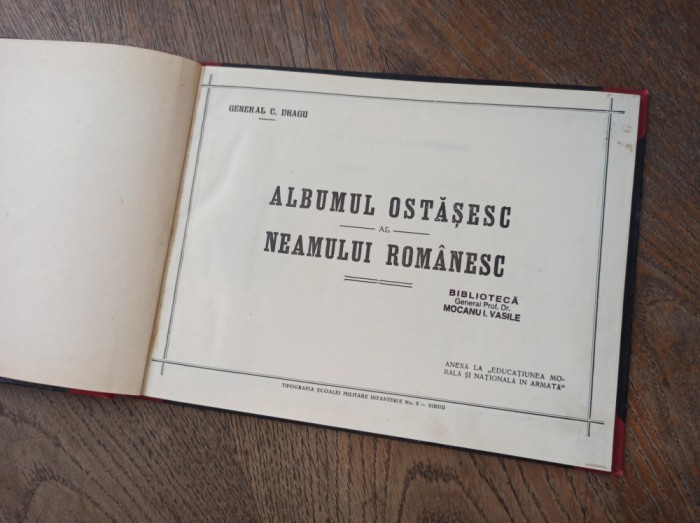 GENERAL C. DRAGU
ALBUMUL OSTĂȘESC
AL
NEAMULUI ROMÂNESC
BIBLIOTECĂ
General Prof. Dr.
MOCANU I. VASILE
ANEXA LA „EDUCAȚIUNEA MO-
RALĂ ȘI NAȚIONALĂ IN ARMATĂ"
TIPOGRAFIA ȘCOALEI MILITARE INFANTERIE No. 2 — SIBIIU